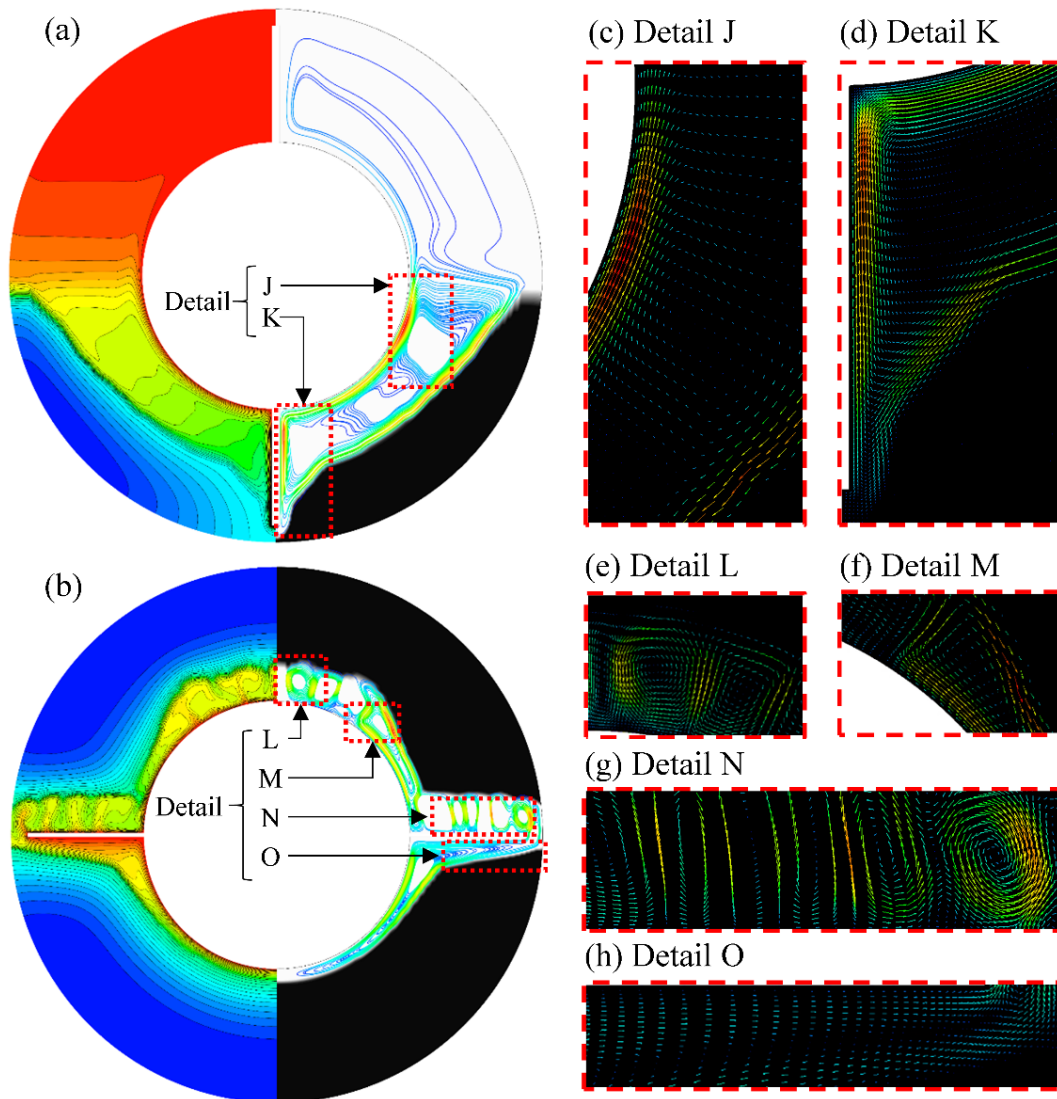 (a)
Detail
J
K
(b)
Detail
L
M
N
O
(c) Detail J
(d) Detail K
(e) Detail L
(f) Detail M
(g) Detail N
(h) Detail O